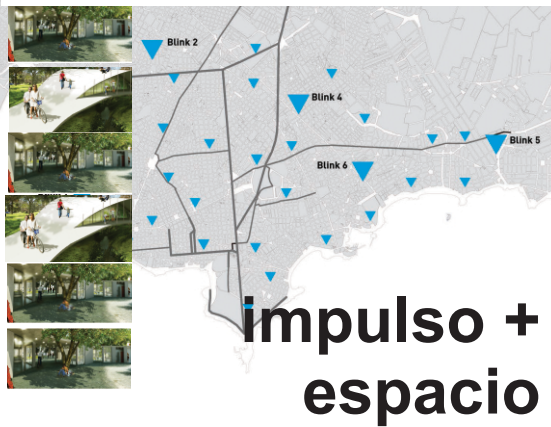 Blink 2
Blink 4
Blink 5
Blink 6
impulso +
espacio